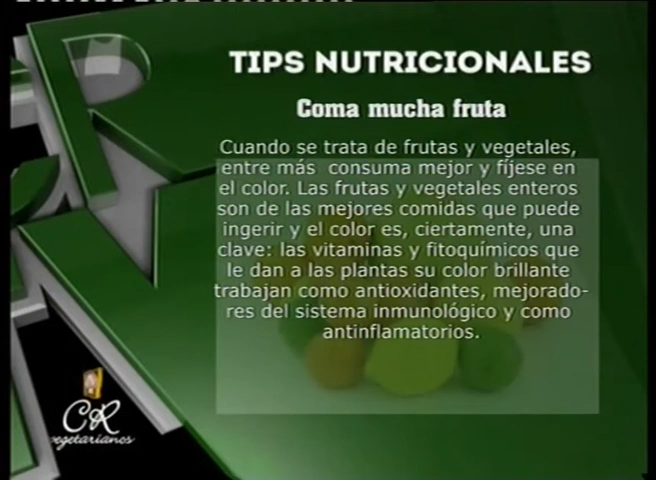 TIPS NUTRICIONALES
Coma mucha fruta
Cuando se trata de frutas y vegetales,
entre más consuma mejor y fíjese en
el color. Las frutas y vegetales enteros
son de las mejores comidas que puede
ingerir y el color es, ciertamente, una
clave: las vitaminas y fitoquímicos que
le dan a las plantas su color brillante
trabajan como antioxidantes, mejorado-
res del sistema inmunológico y como
antinflamatorios.
CR
vegetarianos